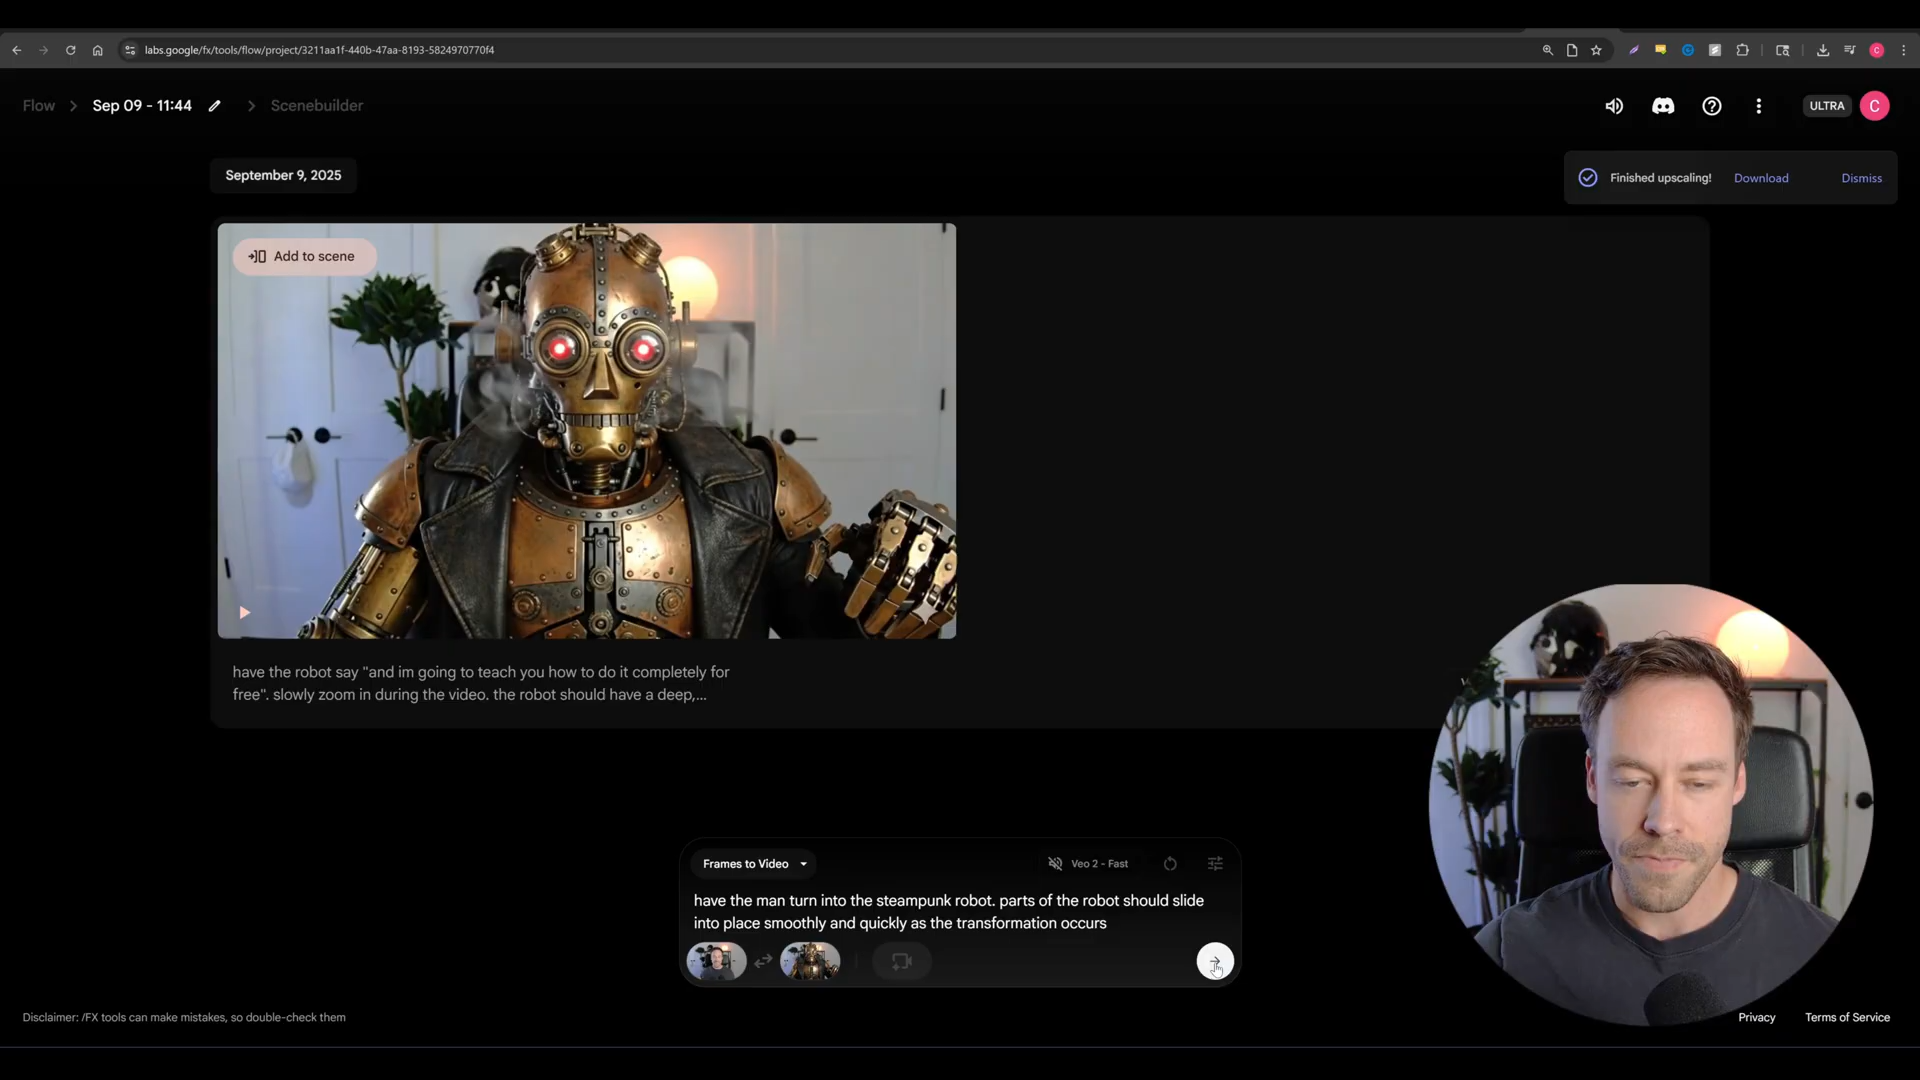 labs.google/fx/tools/flow/project/3211aa1f-440b-47aa-8193-5824970770f4
C
Flow
Sep 09 - 11:44
Scenebuilder
ULTRA
C
September 9, 2025
Finished upscaling!
Download
Dismiss
Add to scene
have the robot say "and im going to teach you how to do it completely for
free". slowly zoom in during the video. the robot should have a deep,...
Frames to Video
Veo 2 - Fast
have the man turn into the steampunk robot. parts of the robot should slide
into place smoothly and quickly as the transformation occurs
Disclaimer: /FX tools can make mistakes, so double-check them
Privacy
Terms of Service